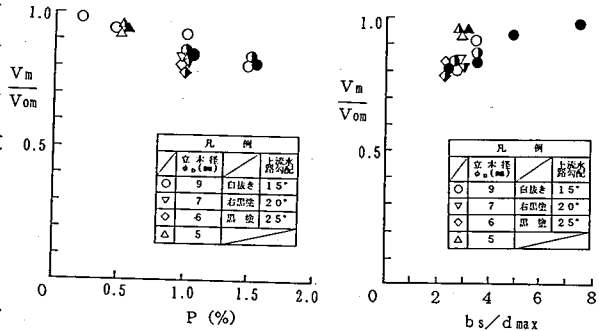 1.0
Vm
Vom
0.5
0
0.5
1.0
1.5
2.0
P (%)
凡 例
立木径
φD(mm)
上流水
路勾配
○ 9 白抜き 15°
▽ 7 右黒塗 20°
◇ 6 黒 塗 25°
△ 5
1.0
Vm
Vom
0.5
0
0
2
4
6
8
bs/dmax
凡 例
立木径
φD(mm)
上流水
路勾配
○ 9 白抜き 15°
▽ 7 右黒塗 20°
◇ 6 黒 塗 25°
△ 5